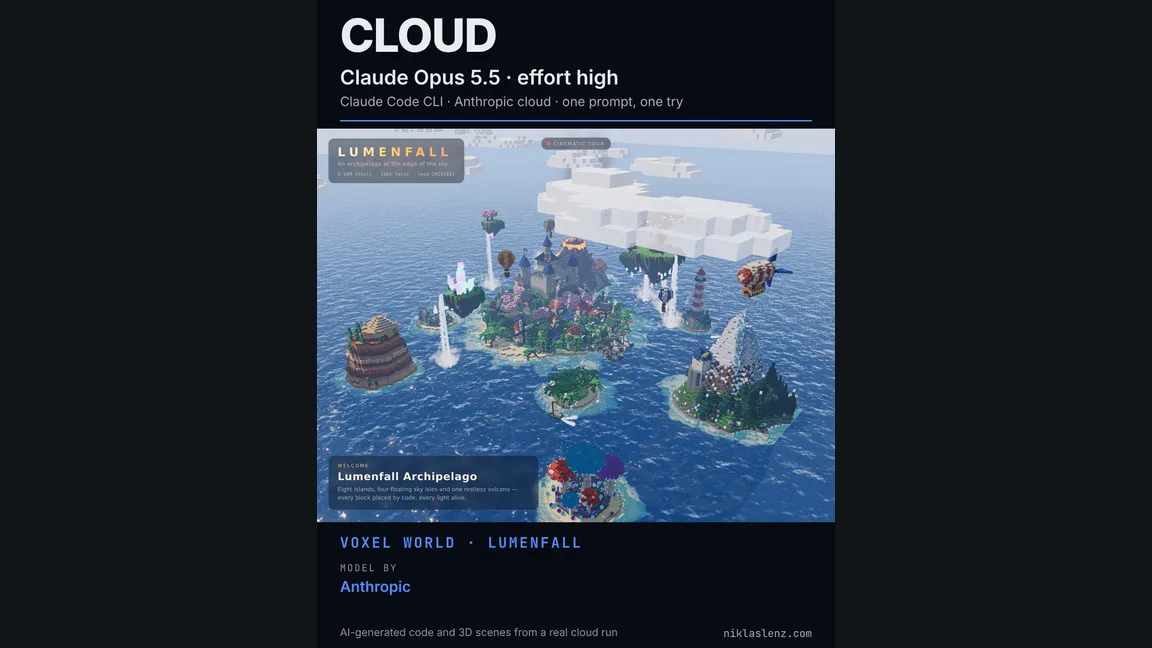 CLOUD
Claude Opus 5.5 · effort high
Claude Code CLI · Anthropic cloud · one prompt, one try
LUMENFALL
An archipelago at the edge of the sky
CINEMATIC TOUR
WELCOME
Lumenfall Archipelago
Eight islands, four floating sky isles and one restless volcano —
every block placed by code, every light alive.
VOXEL WORLD · LUMENFALL
MODEL BY
Anthropic
AI-generated code and 3D scenes from a real cloud run
niklaslenz.com